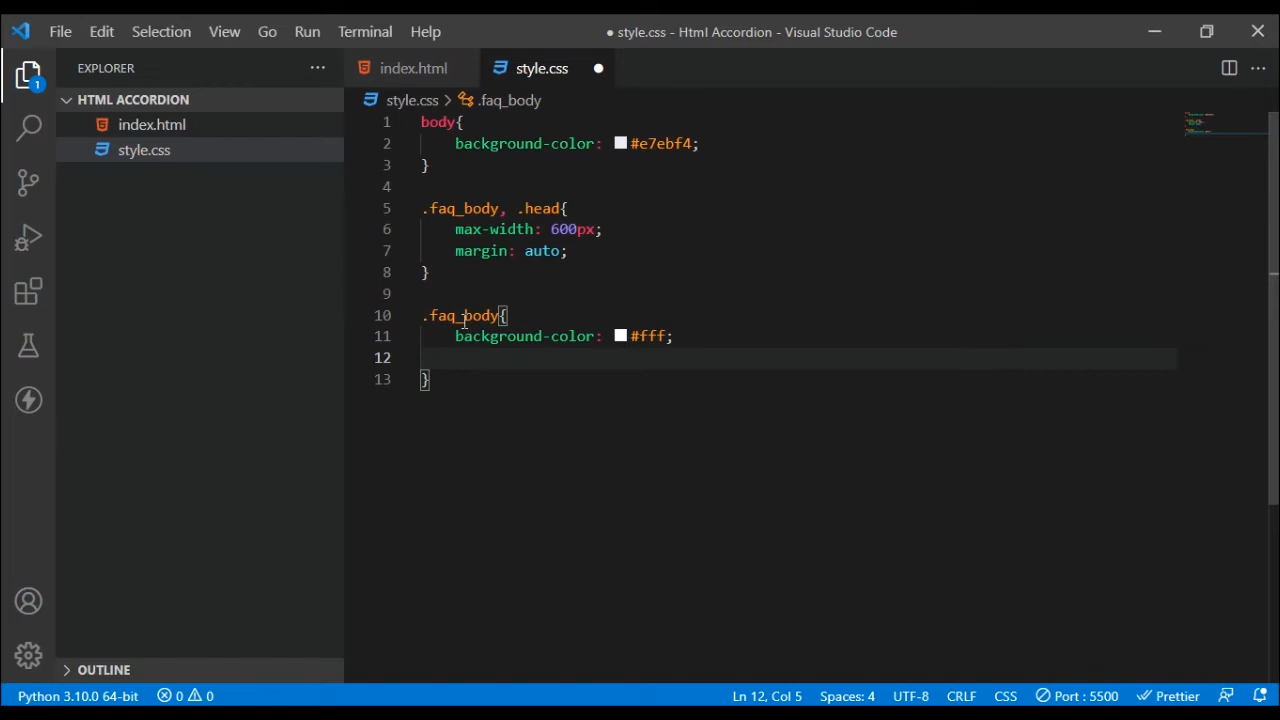 File Edit Selection View Go Run Terminal Help
● style.css - Html Accordion - Visual Studio Code
EXPLORER
index.html
style.css
style.css > .faq_body
HTML ACCORDION
index.html
style.css
1 body{
2 background-color: #e7ebf4;
3 }
4
5 .faq_body, .head{
6 max-width: 600px;
7 margin: auto;
8 }
9
10 .faq_body{
11 background-color: #fff;
12
13 }
1
OUTLINE
Python 3.10.0 64-bit 0 0 Ln 12, Col 5 Spaces: 4 UTF-8 CRLF CSS Port : 5500 Prettier